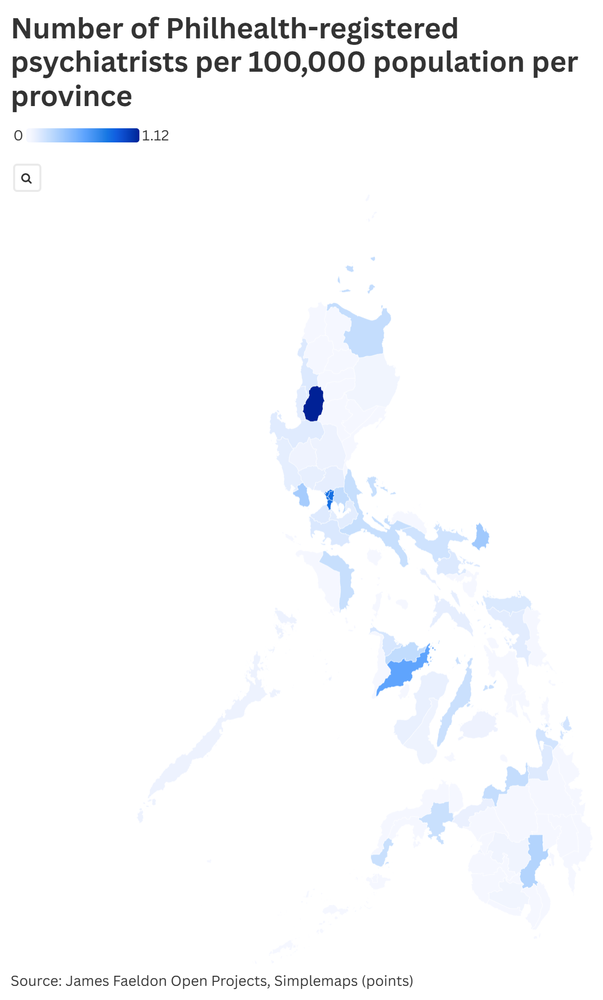 Number of Philhealth-registered
psychiatrists per 100,000 population per
province
0 1.12
Source: James Faeldon Open Projects, Simplemaps (points)